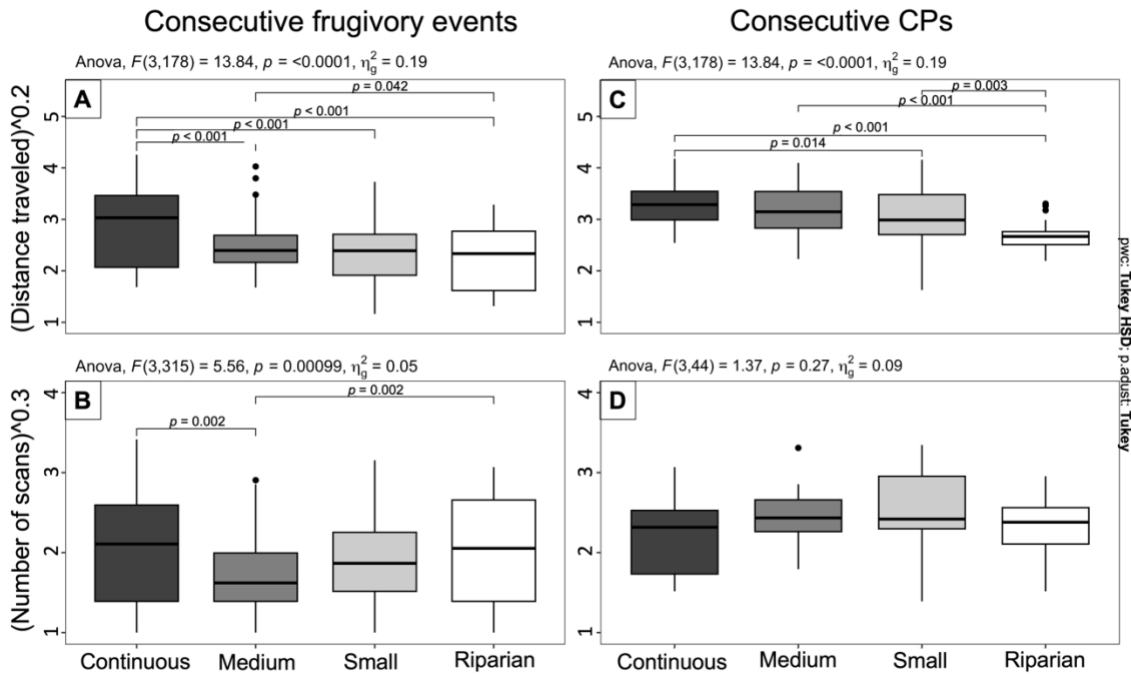 Consecutive frugivory events
Consecutive CPs
Anova, F(3,178) = 13.84, p = <0.0001, η²g = 0.19
Anova, F(3,178) = 13.84, p = <0.0001, η²g = 0.19
(Distance traveled)^0.2
A
p = 0.042
p < 0.001
p < 0.001
p < 0.001
5
4
3
2
1
C
p = 0.003
p < 0.001
p < 0.001
p = 0.014
5
4
3
2
1
pwc: Tukey HSD; p.adust: Tukey
Anova, F(3,315) = 5.56, p = 0.00099, η²g = 0.05
Anova, F(3,44) = 1.37, p = 0.27, η²g = 0.09
(Number of scans)^0.3
B
p = 0.002
p = 0.002
4
3
2
1
D
4
3
2
1
Continuous Medium Small Riparian
Continuous Medium Small Riparian